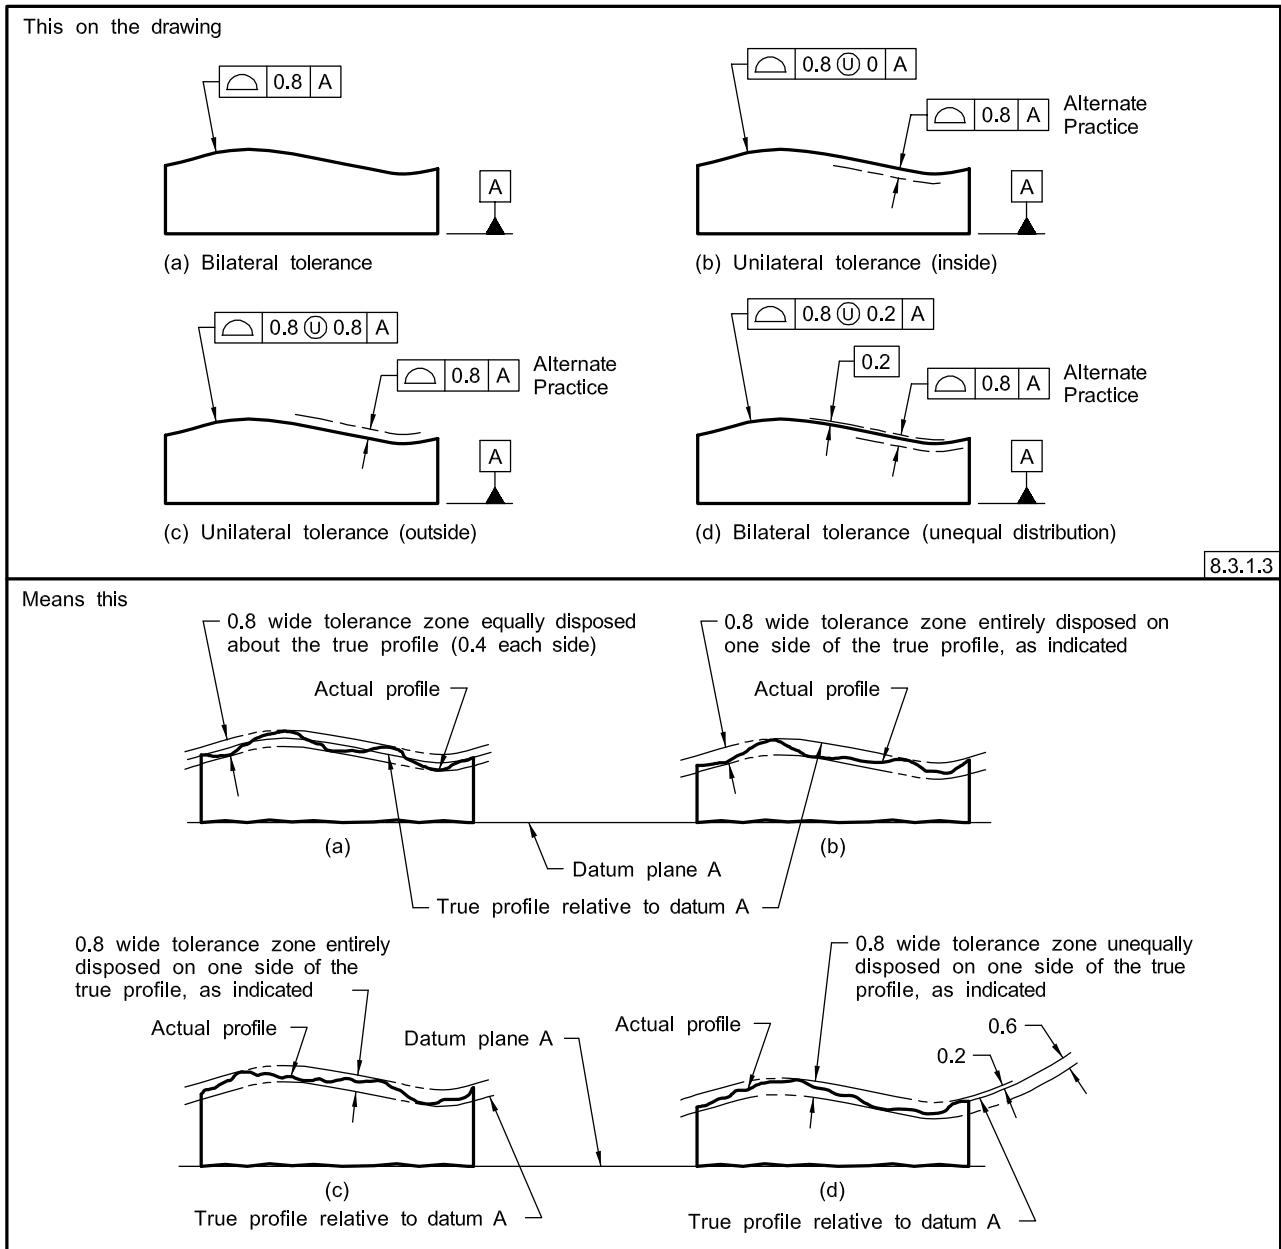 This on the drawing
0.8 A
A
(a) Bilateral tolerance
0.8 Ⓤ 0 A
0.8 A
Alternate
Practice
A
(b) Unilateral tolerance (inside)
0.8 Ⓤ 0.8 A
0.8 A
Alternate
Practice
A
(c) Unilateral tolerance (outside)
0.8 Ⓤ 0.2 A
0.2
0.8 A
Alternate
Practice
A
(d) Bilateral tolerance (unequal distribution)
8.3.1.3
Means this
0.8 wide tolerance zone equally disposed
about the true profile (0.4 each side)
Actual profile
(a)
0.8 wide tolerance zone entirely disposed on
one side of the true profile, as indicated
Actual profile
(b)
Datum plane A
True profile relative to datum A
0.8 wide tolerance zone entirely
disposed on one side of the
true profile, as indicated
Actual profile
Datum plane A
(c)
True profile relative to datum A
0.8 wide tolerance zone unequally
disposed on one side of the true
profile, as indicated
Actual profile
0.6
0.2
(d)
True profile relative to datum A